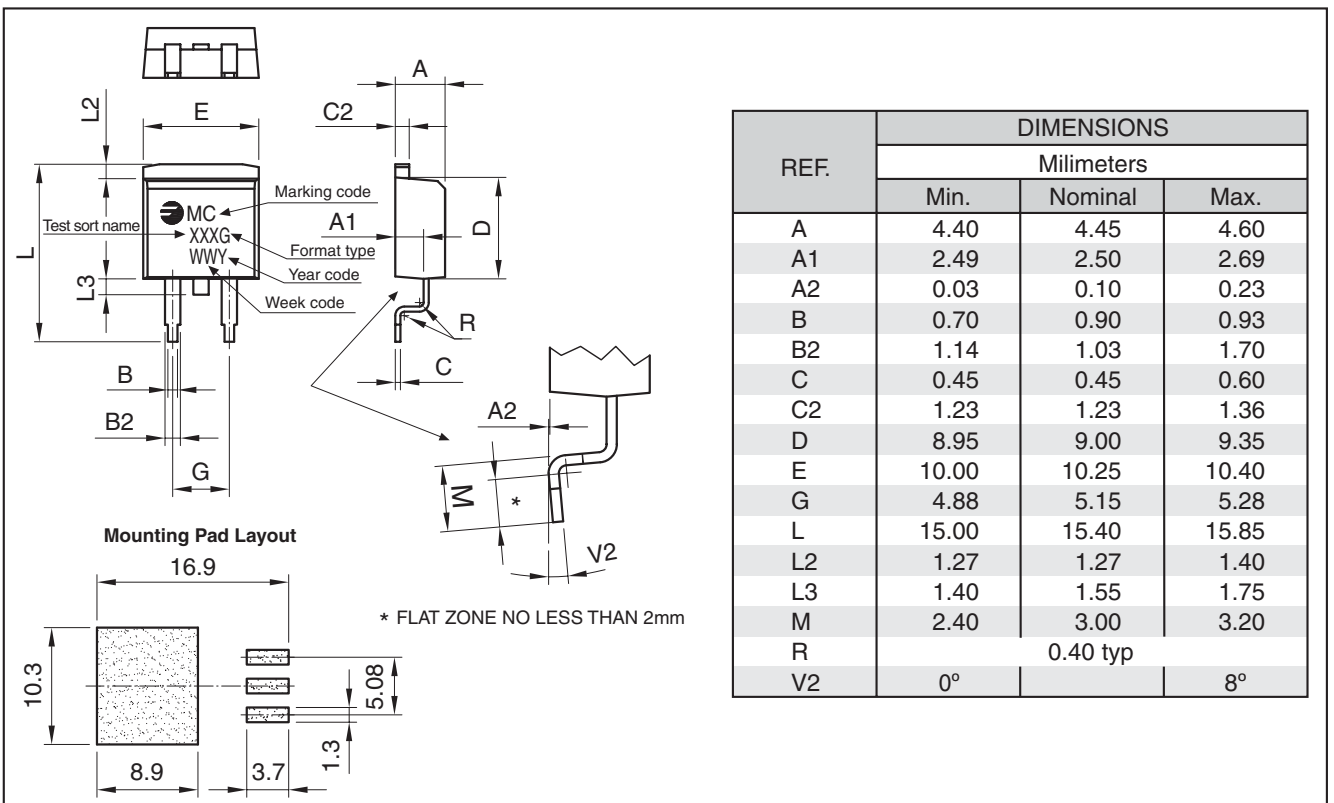 A
C2
L2
E
Marking code
MC
Test sort name
XXXG
Format type
WWY
Year code
Week code
L
L3
A1
D
R
C
B
B2
G
A2
M
*
V2
* FLAT ZONE NO LESS THAN 2mm
Mounting Pad Layout
16.9
10.3
5.08
1.3
8.9
3.7
REF. DIMENSIONS
Milimeters
Min. Nominal Max.
A 4.40 4.45 4.60
A1 2.49 2.50 2.69
A2 0.03 0.10 0.23
B 0.70 0.90 0.93
B2 1.14 1.03 1.70
C 0.45 0.45 0.60
C2 1.23 1.23 1.36
D 8.95 9.00 9.35
E 10.00 10.25 10.40
G 4.88 5.15 5.28
L 15.00 15.40 15.85
L2 1.27 1.27 1.40
L3 1.40 1.55 1.75
M 2.40 3.00 3.20
R 0.40 typ
V2 0º 8º